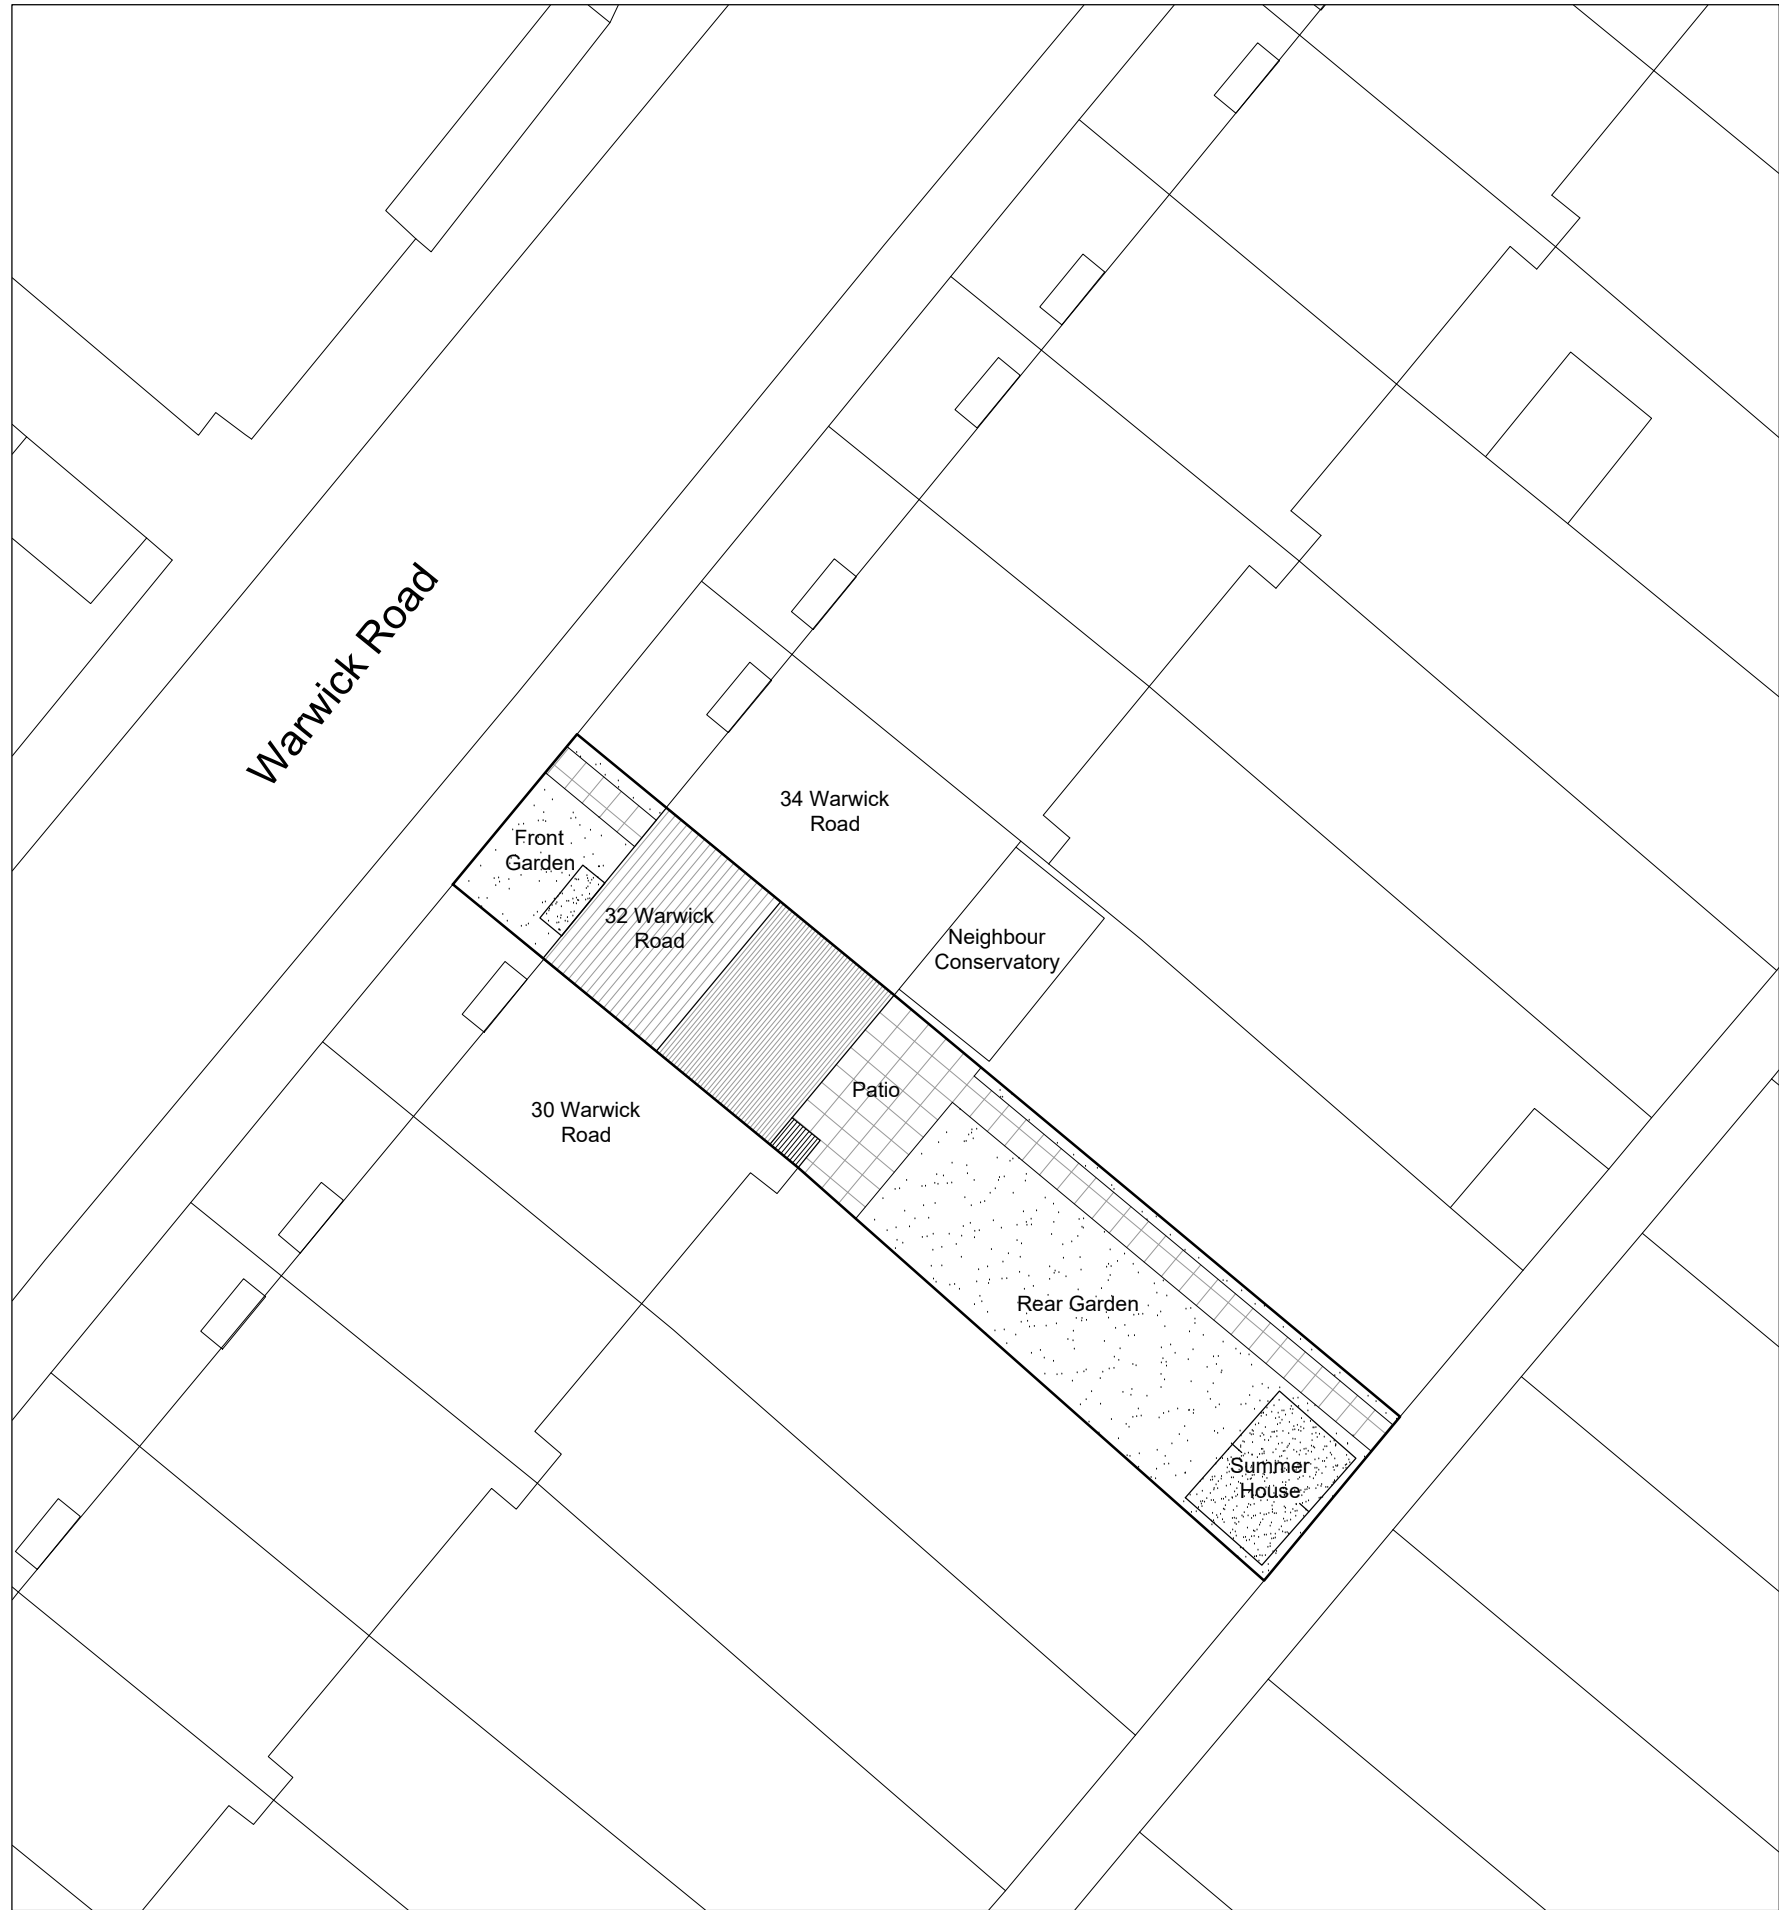 Warwick Road
34 Warwick
Road
Front
Garden
32 Warwick
Road
Neighbour
Conservatory
Patio
30 Warwick
Road
Rear Garden
Summer
House